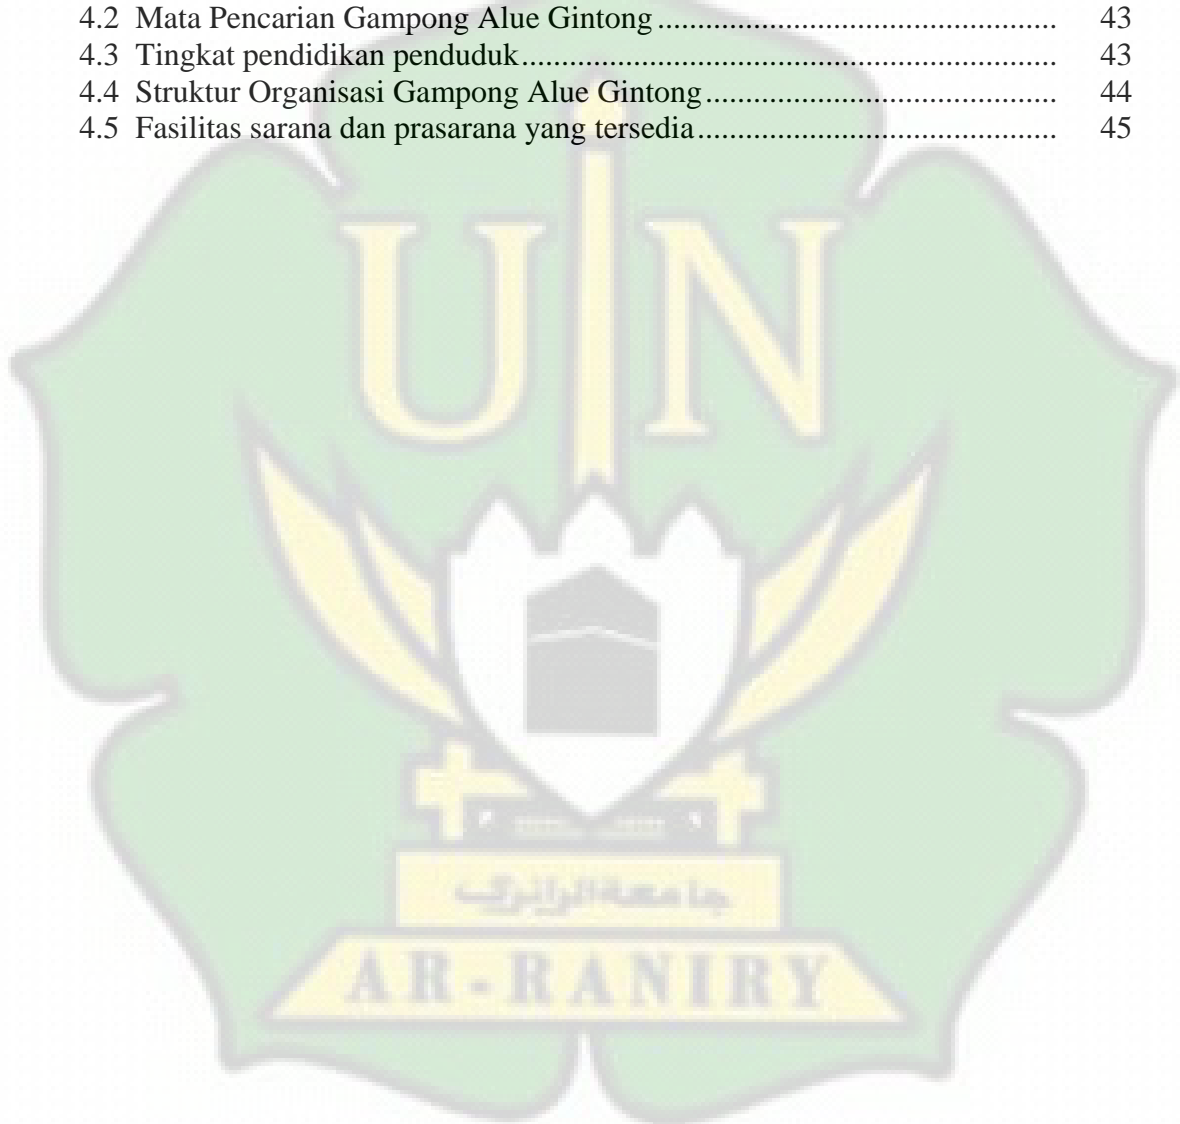 4.2 Mata Pencarian Gampong Alue Gintong ................................................. 43
4.3 Tingkat pendidikan penduduk ................................................................... 43
4.4 Struktur Organisasi Gampong Alue Gintong ........................................... 44
4.5 Fasilitas sarana dan prasarana yang tersedia ............................................. 45
UIN
جامعةالرانرك
AR-RANIRY